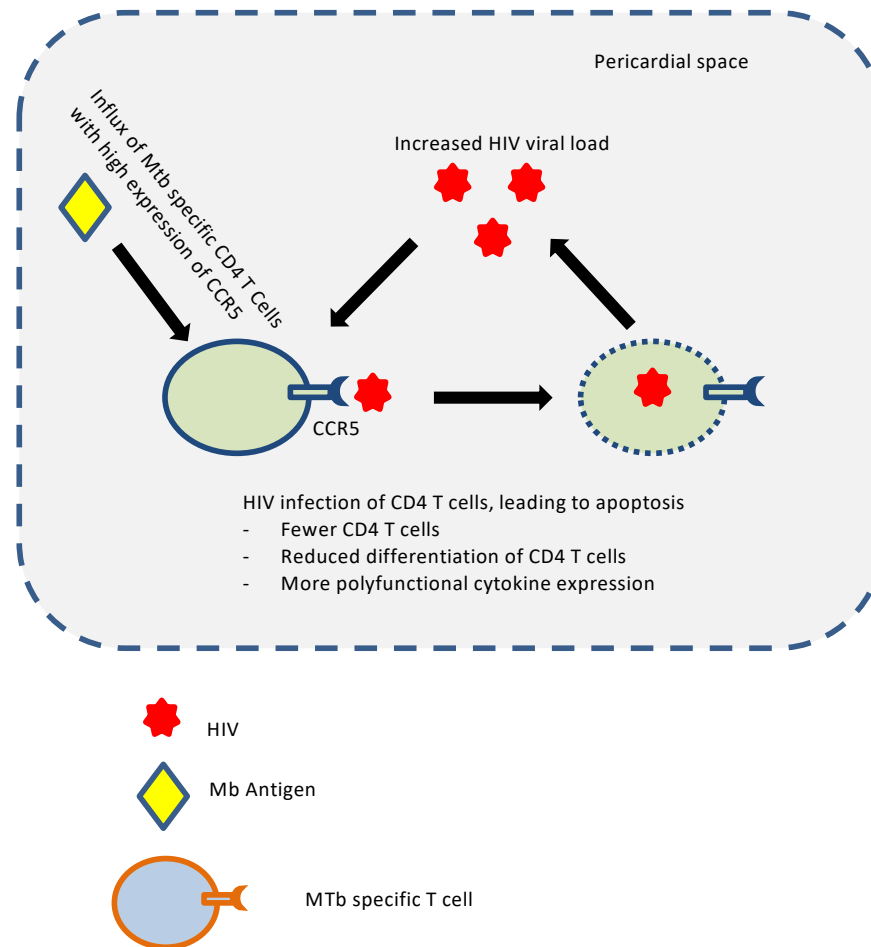 Pericardial space
Influx of Mtb specific CD4 T Cells
with high expression of CCR5
Increased HIV viral load
CCR5
HIV infection of CD4 T cells, leading to apoptosis
- Fewer CD4 T cells
- Reduced differentiation of CD4 T cells
- More polyfunctional cytokine expression
HIV
Mb Antigen
MTb specific T cell